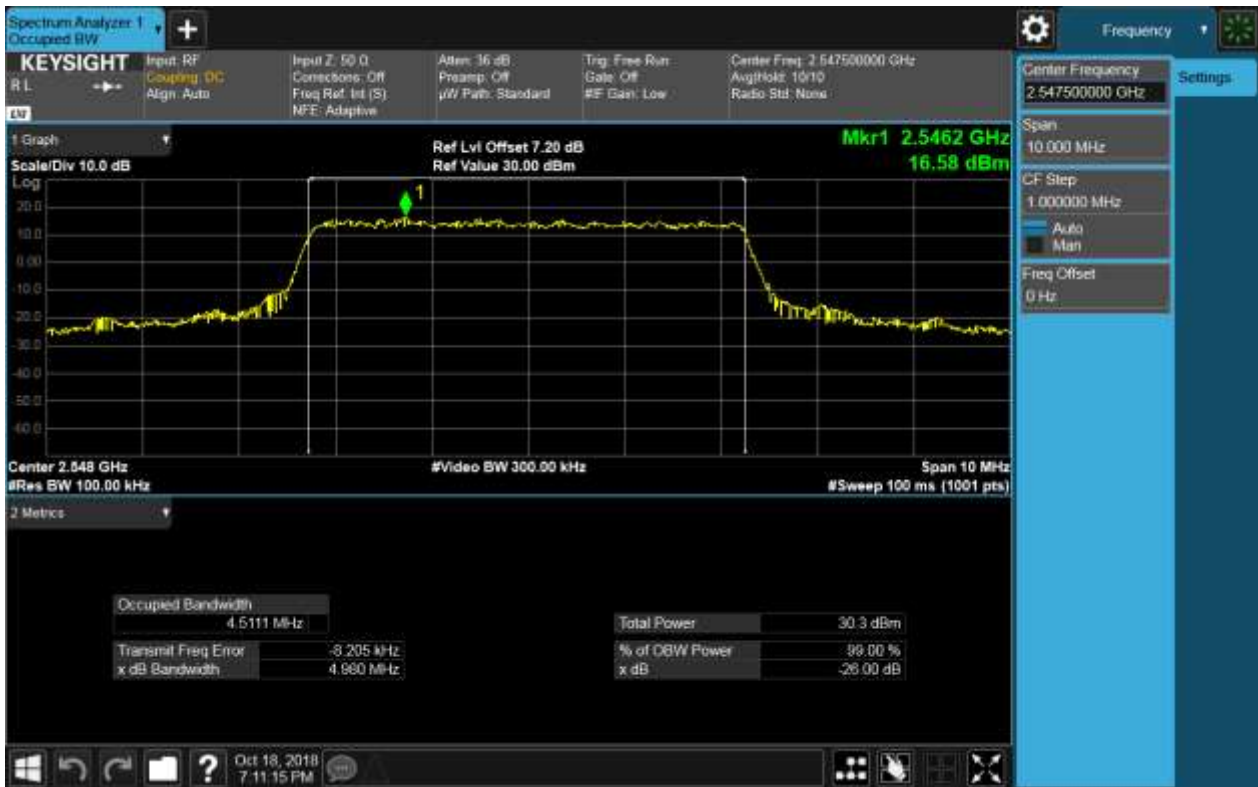 Spectrum Analyzer 1
Occupied BW
+
Frequency
KEYSIGHT
R L
Input: RF
Coupling: DC
Align: Auto
Input Z: 50 Ω
Corrections: Off
Freq Ref: Int (S)
NFE: Adaptive
Atten: 36 dB
Preamp: Off
µW Path: Standard
Trig: Free Run
Gate: Off
#IF Gain: Low
Center Freq: 2.547500000 GHz
Avg|Hold: 10/10
Radio Std: None
Center Frequency
2.547500000 GHz
Settings
Span
10.000 MHz
CF Step
1.000000 MHz
Auto
Man
Freq Offset
0 Hz
1 Graph
Scale/Div 10.0 dB
Ref Lvl Offset 7.20 dB
Ref Value 30.00 dBm
Mkr1 2.5462 GHz
16.58 dBm
Log
1
20.0
10.0
0.00
-10.0
-20.0
-30.0
-40.0
-50.0
-60.0
Center 2.548 GHz
#Video BW 300.00 kHz
Span 10 MHz
#Res BW 100.00 kHz
#Sweep 100 ms (1001 pts)
2 Metrics
Occupied Bandwidth
4.5111 MHz
Total Power 30.3 dBm
Transmit Freq Error -8.205 kHz
% of OBW Power 99.00 %
x dB Bandwidth 4.980 MHz
x dB -26.00 dB
?
Oct 18, 2018
7:11:15 PM